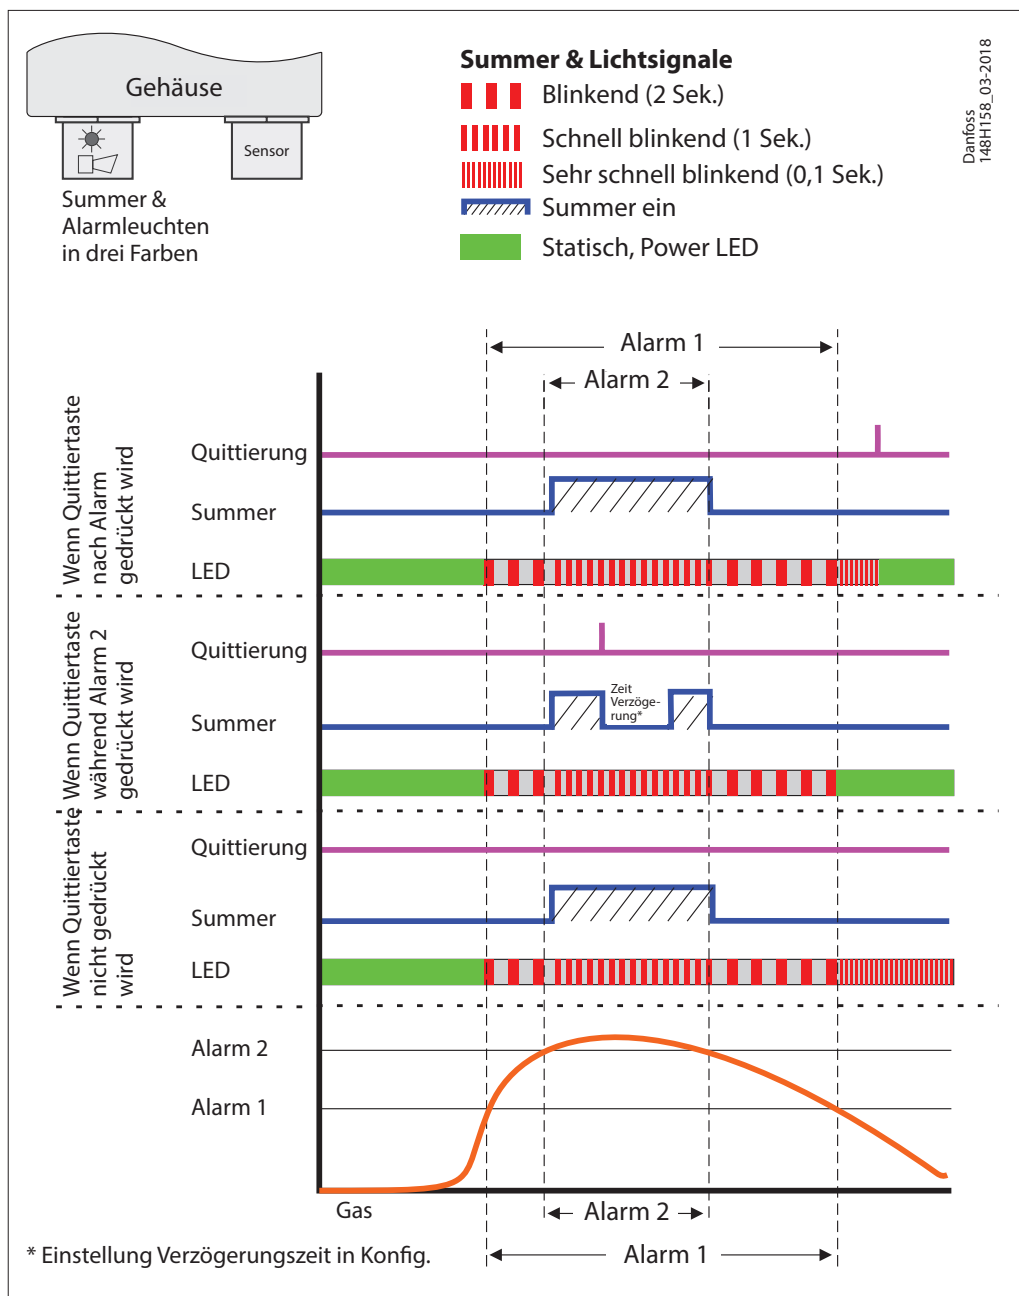 Gehäuse
Sensor
Summer &
Alarmleuchten
in drei Farben
Summer & Lichtsignale
Blinkend (2 Sek.)
Schnell blinkend (1 Sek.)
Sehr schnell blinkend (0,1 Sek.)
Summer ein
Statisch, Power LED
Danfoss
148H158_03-2018
Alarm 1
Alarm 2
Wenn Quittiertaste
nach Alarm
gedrückt wird
Quittierung
Summer
LED
Wenn Quittiertaste
während Alarm 2
gedrückt wird
Quittierung
Zeit
Verzöge-
rung*
Summer
LED
Wenn Quittiertaste
nicht gedrückt
wird
Quittierung
Summer
LED
Alarm 2
Alarm 1
Gas
Alarm 2
Alarm 1
* Einstellung Verzögerungszeit in Konfig.